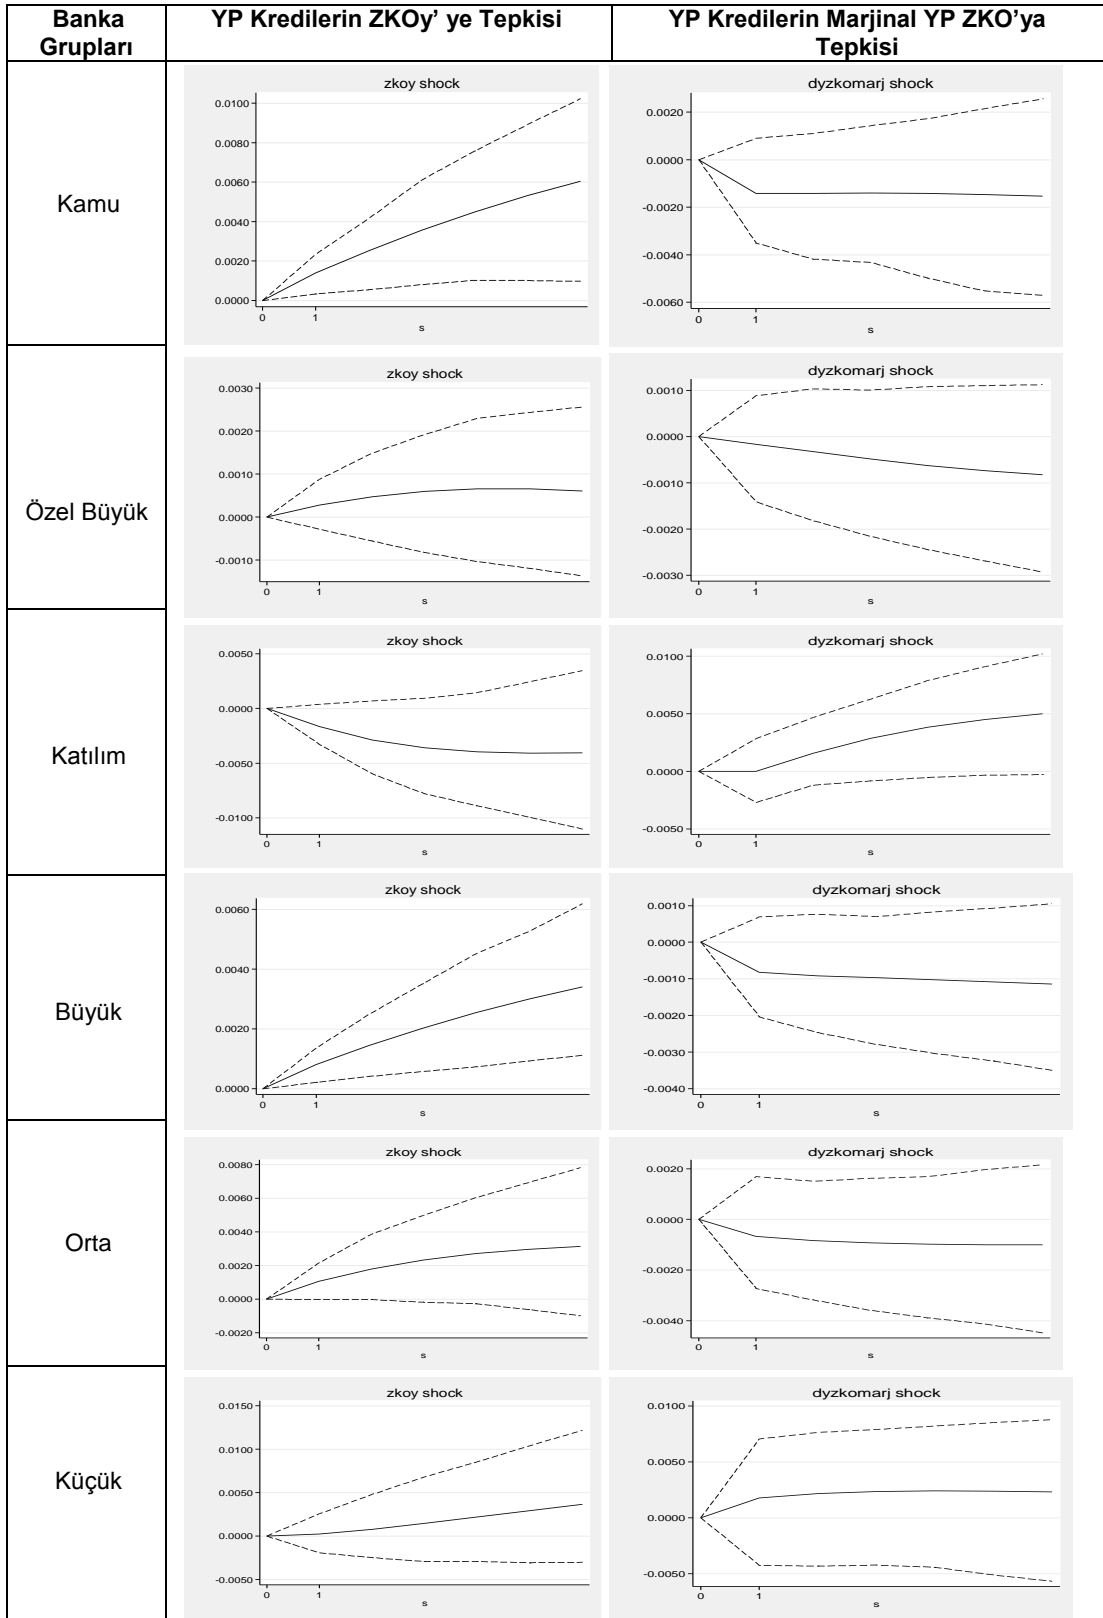 Banka Grupları
YP Kredilerin ZKOy' ye Tepkisi
YP Kredilerin Marjinal YP ZKO'ya Tepkisi
Kamu
zkoy shock
0.0100
0.0080
0.0060
0.0040
0.0020
0.0000
0 1
s
dyzkomarj shock
0.0020
0.0000
-0.0020
-0.0040
-0.0060
0 1
s
Özel Büyük
zkoy shock
0.0030
0.0020
0.0010
0.0000
-0.0010
0 1
s
dyzkomarj shock
0.0010
0.0000
-0.0010
-0.0020
-0.0030
0 1
s
Katılım
zkoy shock
0.0050
0.0000
-0.0050
-0.0100
0 1
s
dyzkomarj shock
0.0100
0.0050
0.0000
-0.0050
0 1
s
Büyük
zkoy shock
0.0060
0.0040
0.0020
0.0000
0 1
s
dyzkomarj shock
0.0010
0.0000
-0.0010
-0.0020
-0.0030
-0.0040
0 1
s
Orta
zkoy shock
0.0080
0.0060
0.0040
0.0020
0.0000
-0.0020
0 1
s
dyzkomarj shock
0.0020
0.0000
-0.0020
-0.0040
0 1
s
Küçük
zkoy shock
0.0150
0.0100
0.0050
0.0000
-0.0050
0 1
s
dyzkomarj shock
0.0100
0.0050
0.0000
-0.0050
0 1
s